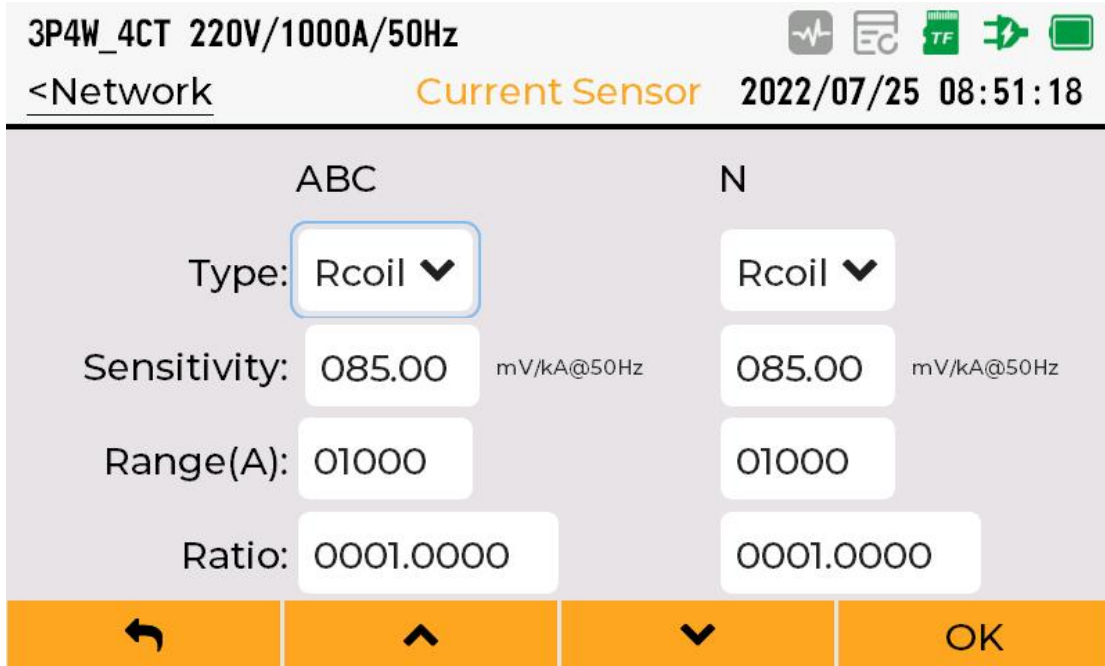 3P4W_4CT 220V/1000A/50Hz TF
<Network Current Sensor 2022/07/25 08:51:18
ABC N
Type: Rcoil Rcoil
Sensitivity: 085.00 mV/kA@50Hz 085.00 mV/kA@50Hz
Range(A): 01000 01000
Ratio: 0001.0000 0001.0000
OK